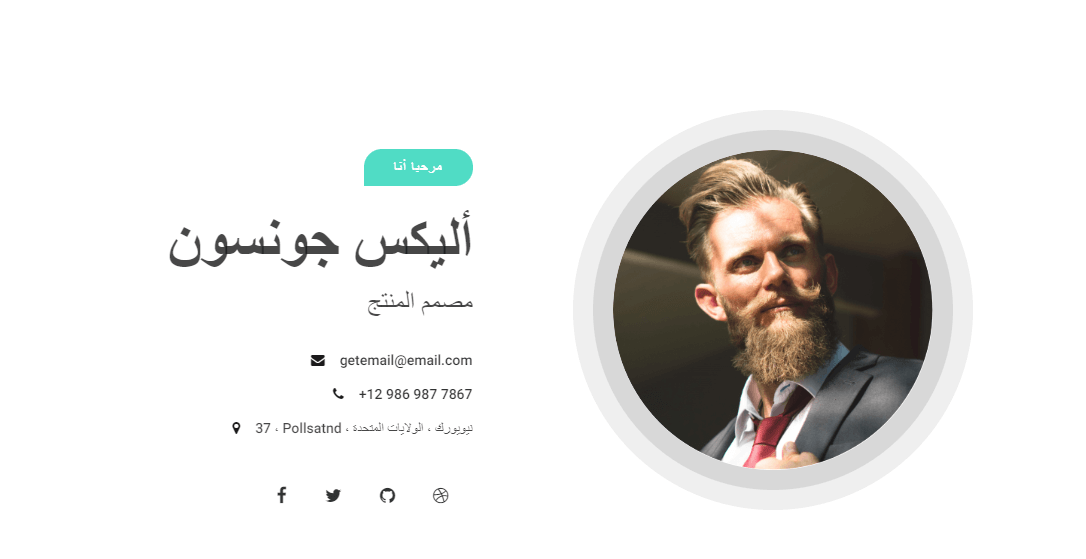 مرحبا أنا
أليكس جونسون
مصمم المنتج
getemail@email.com
+12 986 987 7867
نيويورك ، الولايات المتحدة ، Pollsatnd ، 37